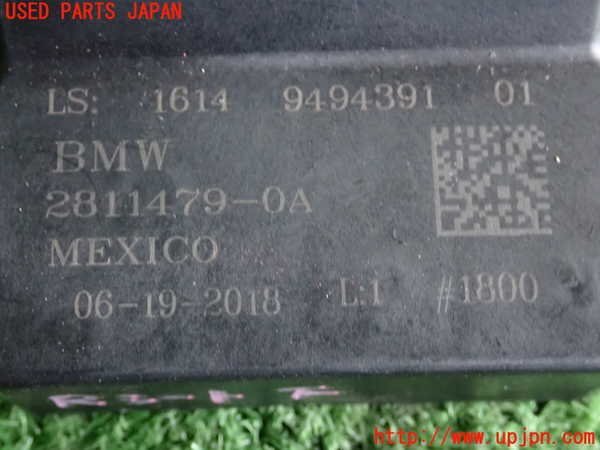 USED PARTS JAPAN
LS: 1614 9494391 01
BMW
2811479-0A
MEXICO
06-19-2018 L:1 #1800
http://www.upjpn.com/